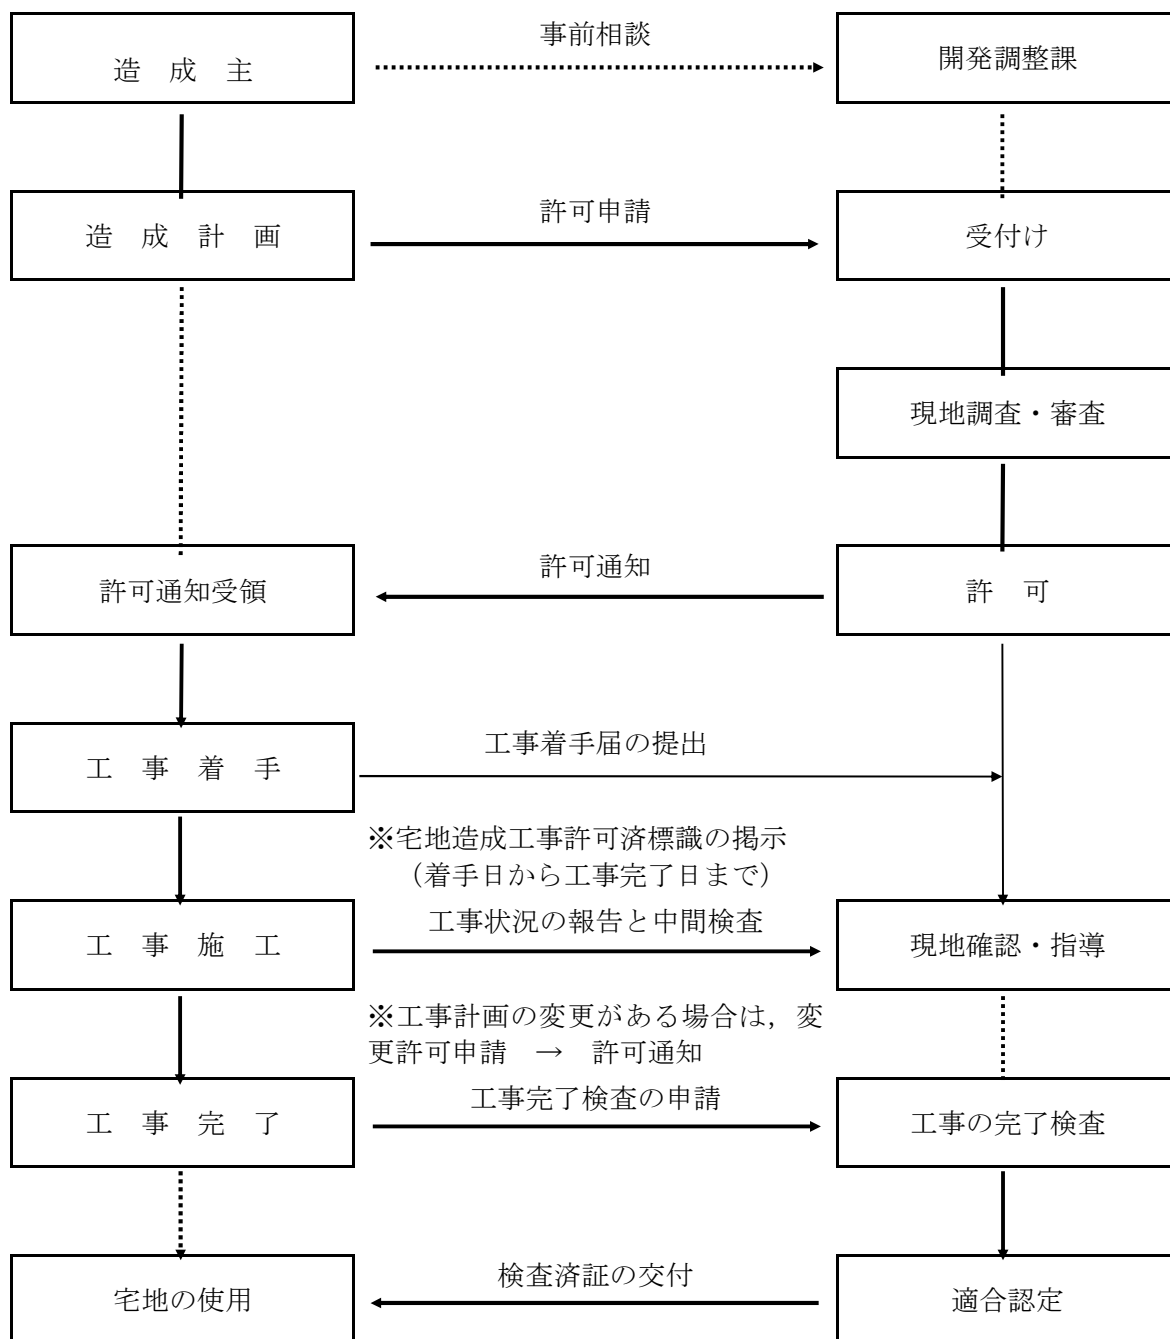 事前相談
造　成　主
開発調整課
許可申請
造　成　計　画
受付け
現地調査・審査
許可通知
許可通知受領
許　可
工事着手届の提出
工　事　着　手
※宅地造成工事許可済標識の掲示
（着手日から工事完了日まで）
工事状況の報告と中間検査
工　事　施　工
現地確認・指導
※工事計画の変更がある場合は，変
更許可申請　→　許可通知
工事完了検査の申請
工　事　完　了
工事の完了検査
検査済証の交付
宅地の使用
適合認定